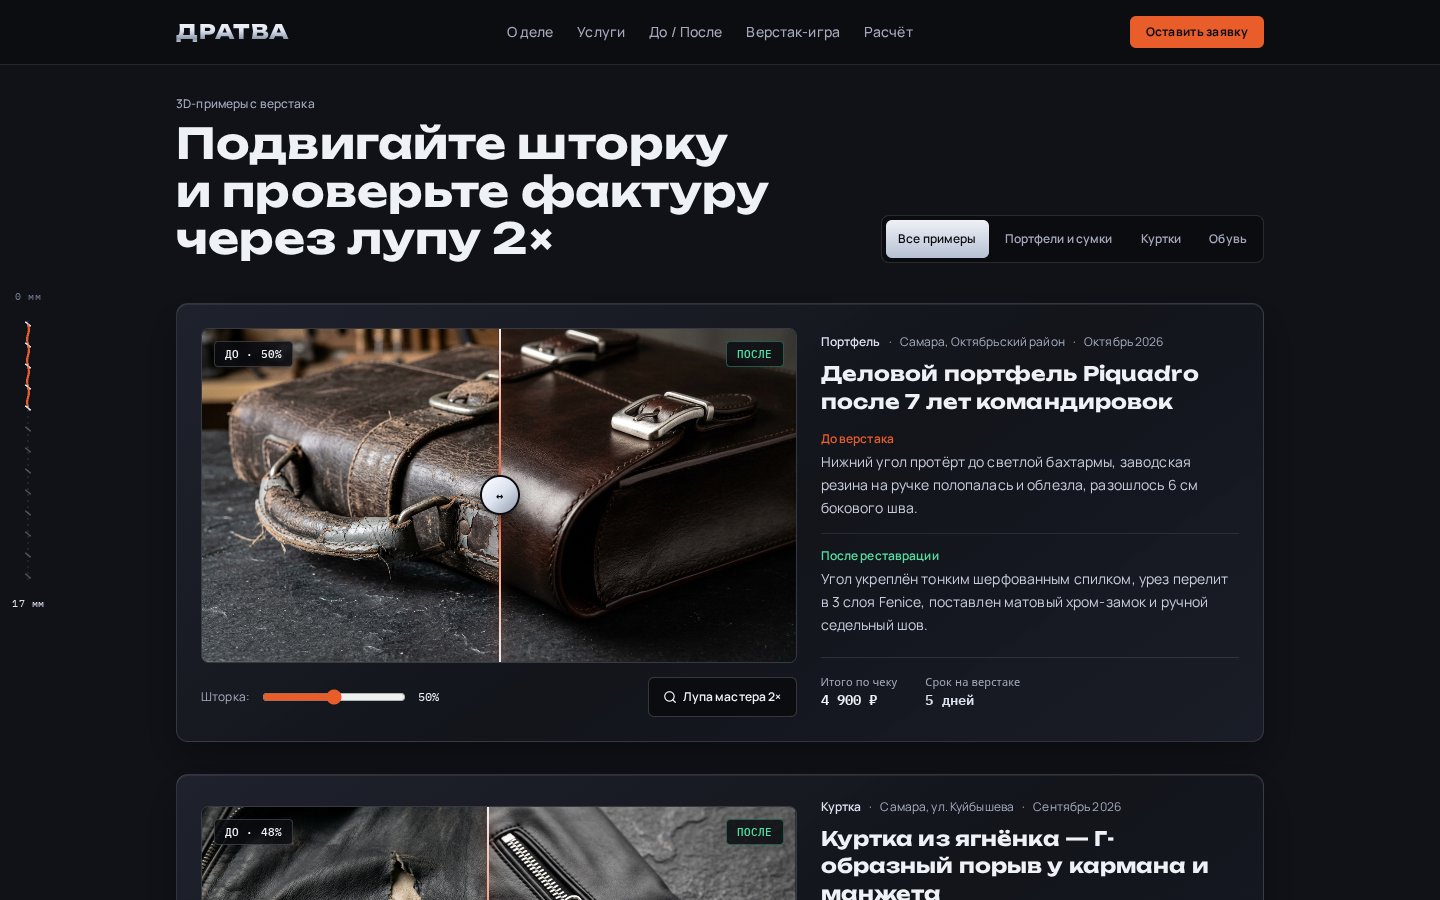 ДРАТВА
О деле
Услуги
До / После
Верстак-игра
Расчёт
Оставить заявку
3D-примеры с верстака
Подвигайте шторку
и проверьте фактуру
через лупу 2×
Все примеры
Портфели и сумки
Куртки
Обувь
0 мм
17 мм
ДО · 50%
ПОСЛЕ
Портфель · Самара, Октябрьский район · Октябрь 2026
Деловой портфель Piquadro
после 7 лет командировок
До верстака
Нижний угол протёрт до светлой бахтармы, заводская
резина на ручке полопалась и облезла, разошлось 6 см
бокового шва.
После реставрации
Угол укреплён тонким шерфованным спилком, урез перелит
в 3 слоя Fenice, поставлен матовый хром-замок и ручной
седельный шов.
Шторка:
50%
Лупа мастера 2×
Итого по чеку
4 900 ₽
Срок на верстаке
5 дней
ДО · 48%
ПОСЛЕ
Куртка · Самара, ул. Куйбышева · Сентябрь 2026
Куртка из ягнёнка — Г-
образный порыв у кармана и
манжета